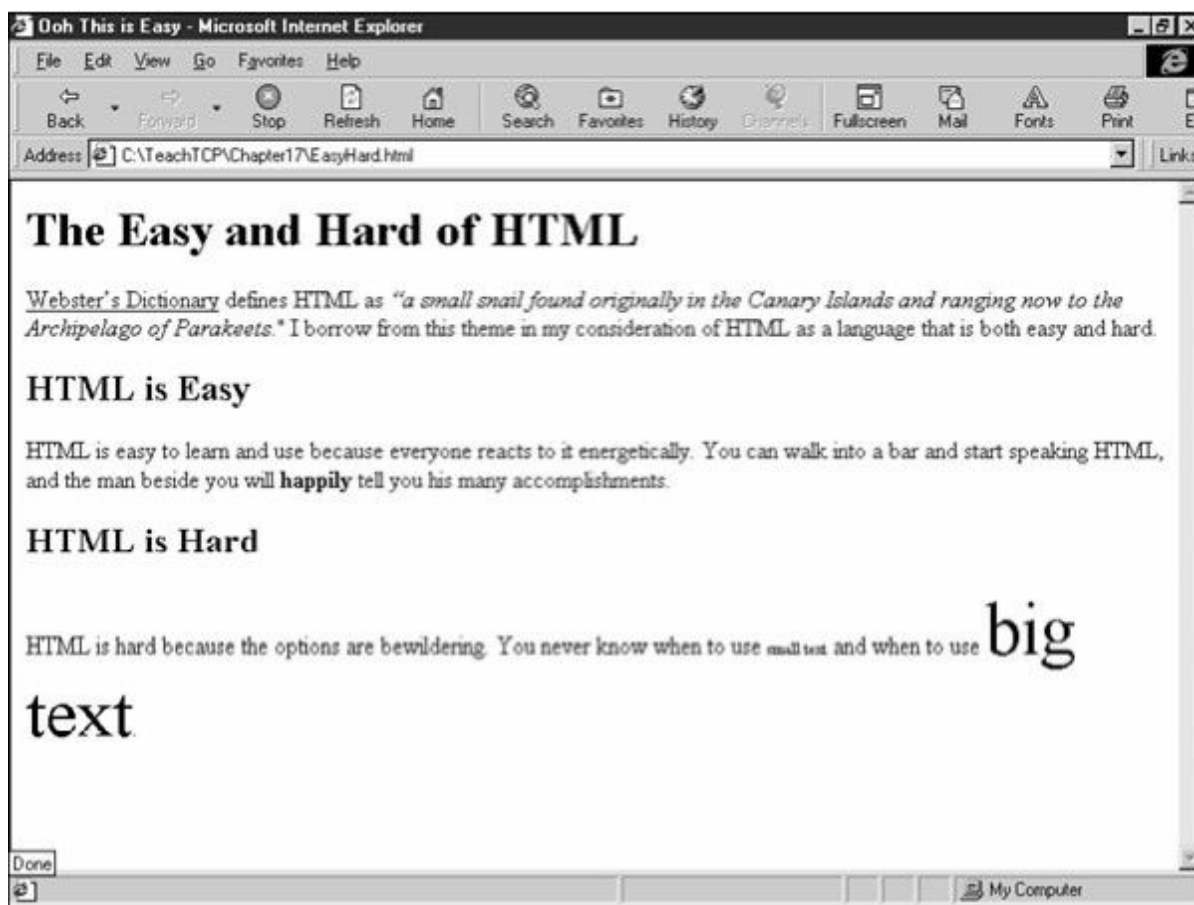 Ooh This is Easy - Microsoft Internet Explorer
File Edit View Go Favorites Help
Back Forward Stop Refresh Home Search Favorites History Channels Fullscreen Mail Fonts Print
Address C:\TeachTCP\Chapter17\EasyHard.html Links
The Easy and Hard of HTML
Webster's Dictionary defines HTML as "a small snail found originally in the Canary Islands and ranging now to the
Archipelago of Parakeets." I borrow from this theme in my consideration of HTML as a language that is both easy and hard.
HTML is Easy
HTML is easy to learn and use because everyone reacts to it energetically. You can walk into a bar and start speaking HTML,
and the man beside you will happily tell you his many accomplishments.
HTML is Hard
HTML is hard because the options are bewildering. You never know when to use small text and when to use big
text.
Done
My Computer